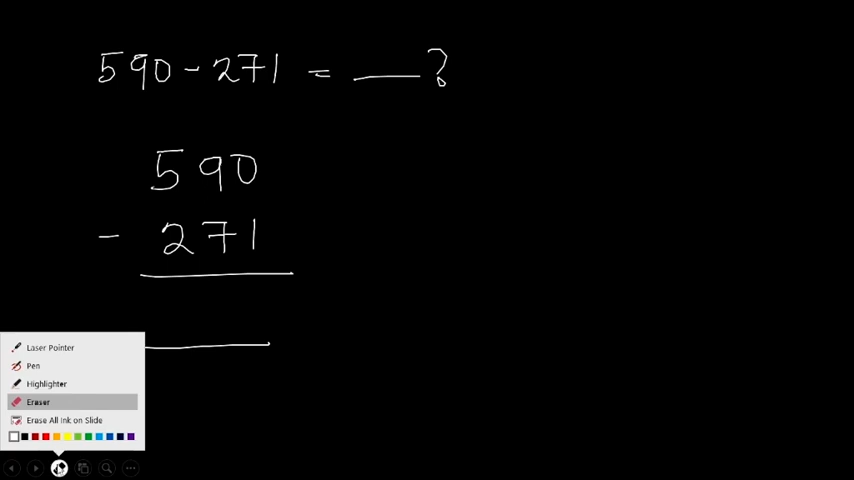 590 - 271 = ___?
590
- 271
Laser Pointer
Pen
Highlighter
Eraser
Erase All Ink on Slide